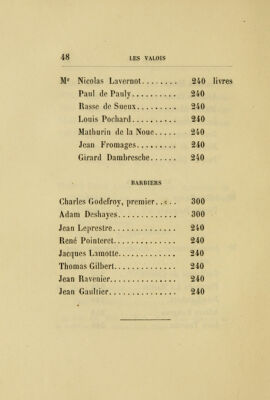 48 LES VALOIS
Mr Nicolas Lavernot........ 240 livres
Paul de Pauly.......... 240
Rasse de Sueux......... 240
Louis Pochard.......... 240
Mathurin de la Noue..... 240
Jean Fromages......... 240
Girard Dambresche...... 240
BARBIERS
Charles Godefroy, premier.... 300
Adam Deshayes............. 300
Jean Leprestre.............. 240
René Pointeret.............. 240
Jacques Lamotte............. 240
Thomas Gilbert.............. 240
Jean Ravenier............... 240
Jean Gaultier............... 240